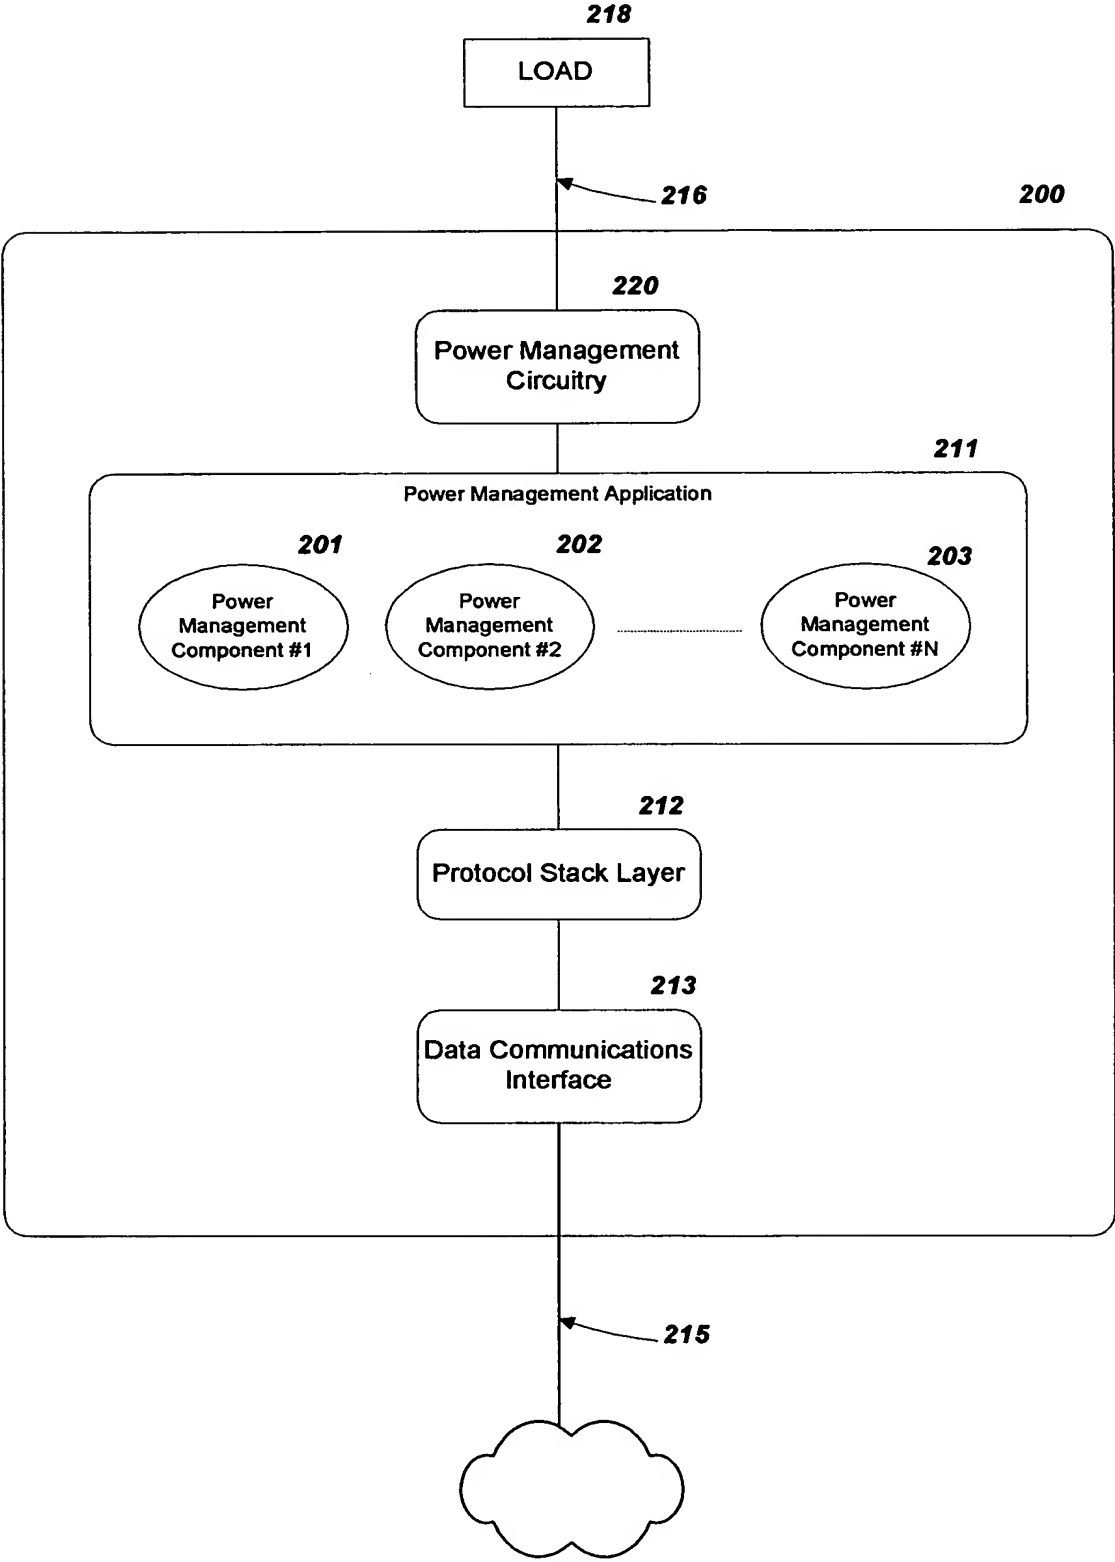 218
LOAD
216
200
220
Power Management
Circuitry
211
Power Management Application
201
202
203
Power
Management
Component #1
Power
Management
Component #2
Power
Management
Component #N
212
Protocol Stack Layer
213
Data Communications
Interface
215